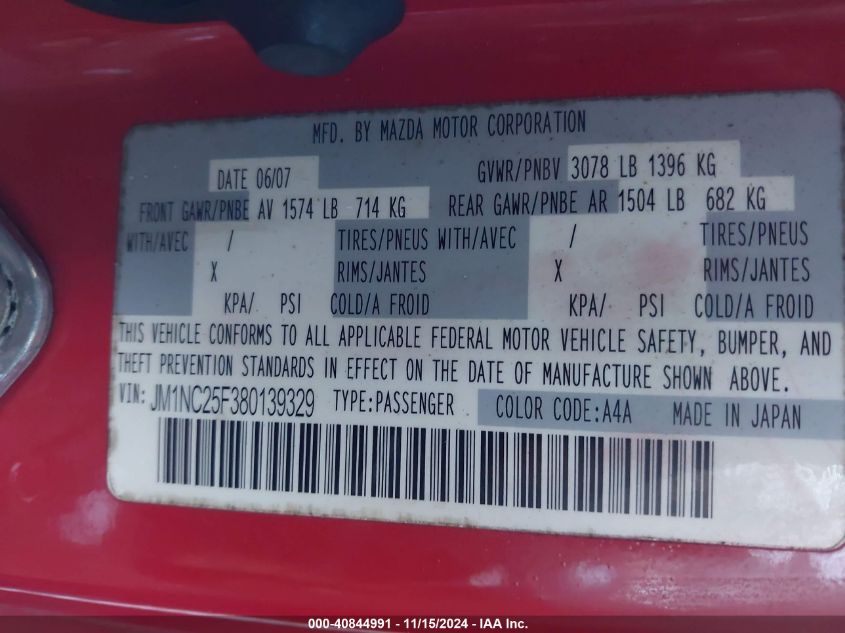 MFD. BY MAZDA MOTOR CORPORATION
DATE 06/07 GVWR/PNBV 3078 LB 1396 KG
FRONT GAWR/PNBE AV 1574 LB 714 KG REAR GAWR/PNBE AR 1504 LB 682 KG
WITH/AVEC / TIRES/PNEUS WITH/AVEC / TIRES/PNEUS
X RIMS/JANTES X RIMS/JANTES
KPA/ PSI COLD/A FROID KPA/ PSI COLD/A FROID
THIS VEHICLE CONFORMS TO ALL APPLICABLE FEDERAL MOTOR VEHICLE SAFETY, BUMPER, AND
THEFT PREVENTION STANDARDS IN EFFECT ON THE DATE OF MANUFACTURE SHOWN ABOVE.
VIN: JM1NC25F380139329 TYPE:PASSENGER COLOR CODE:A4A MADE IN JAPAN
000-40844991 - 11/15/2024 - IAA Inc.